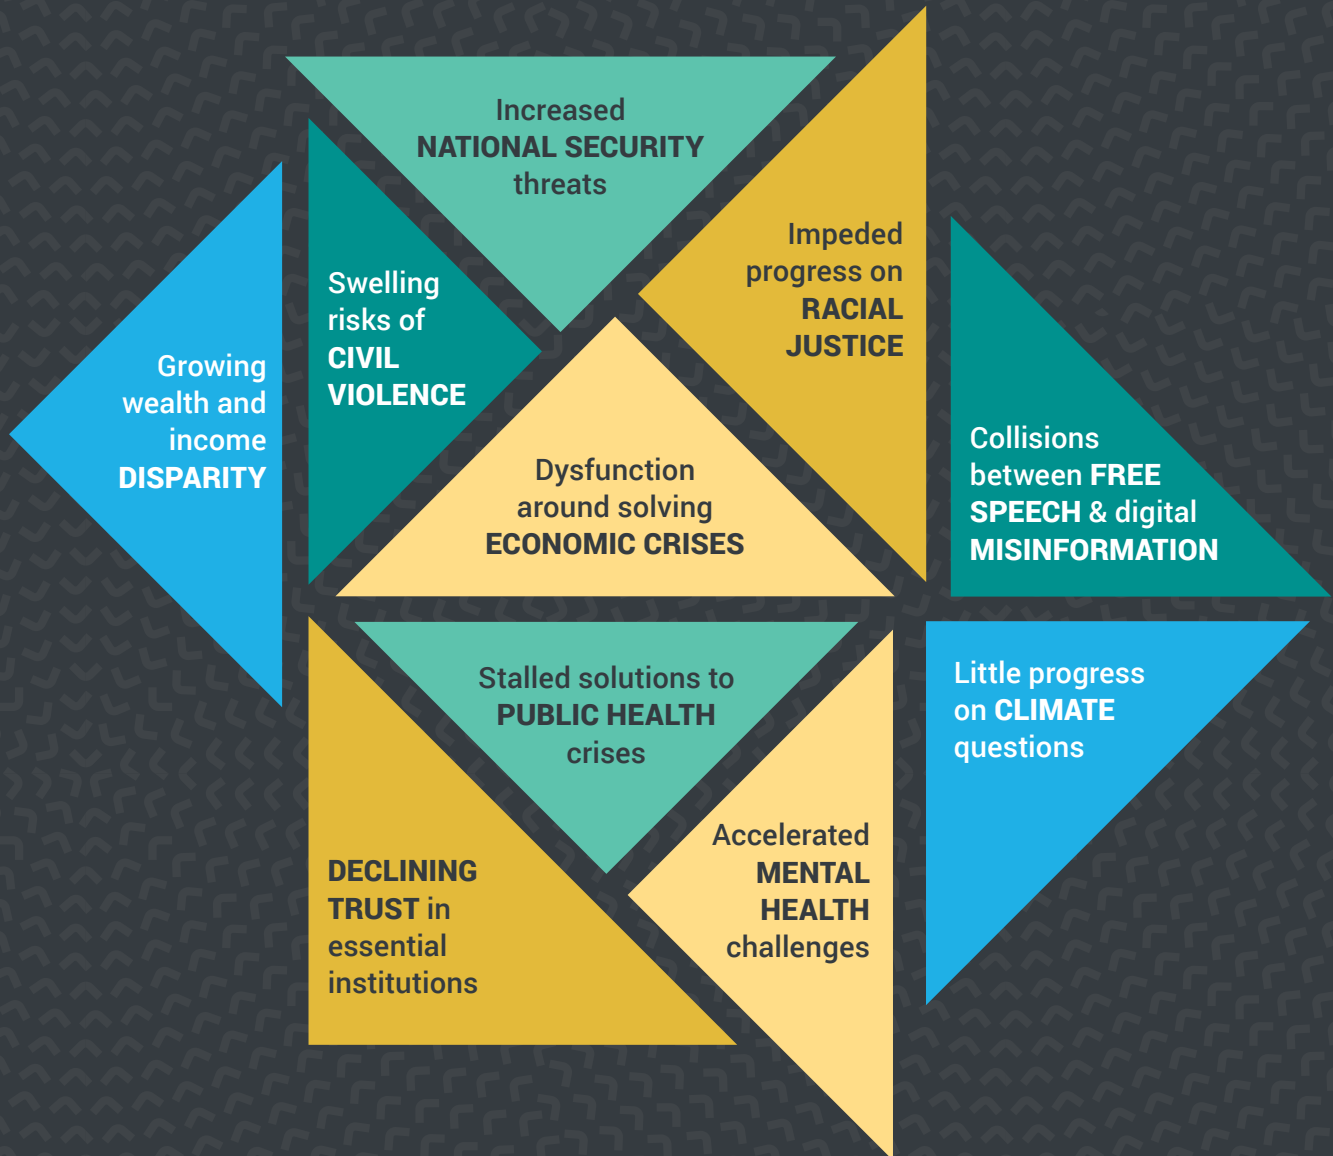 Increased
NATIONAL SECURITY
threats
Impeded
progress on
RACIAL
JUSTICE
Swelling
risks of
CIVIL
VIOLENCE
Growing
wealth and
income
DISPARITY
Dysfunction
around solving
ECONOMIC CRISES
Collisions
between FREE
SPEECH & digital
MISINFORMATION
Stalled solutions to
PUBLIC HEALTH
crises
Little progress
on CLIMATE
questions
Accelerated
MENTAL
HEALTH
challenges
DECLINING
TRUST in
essential
institutions